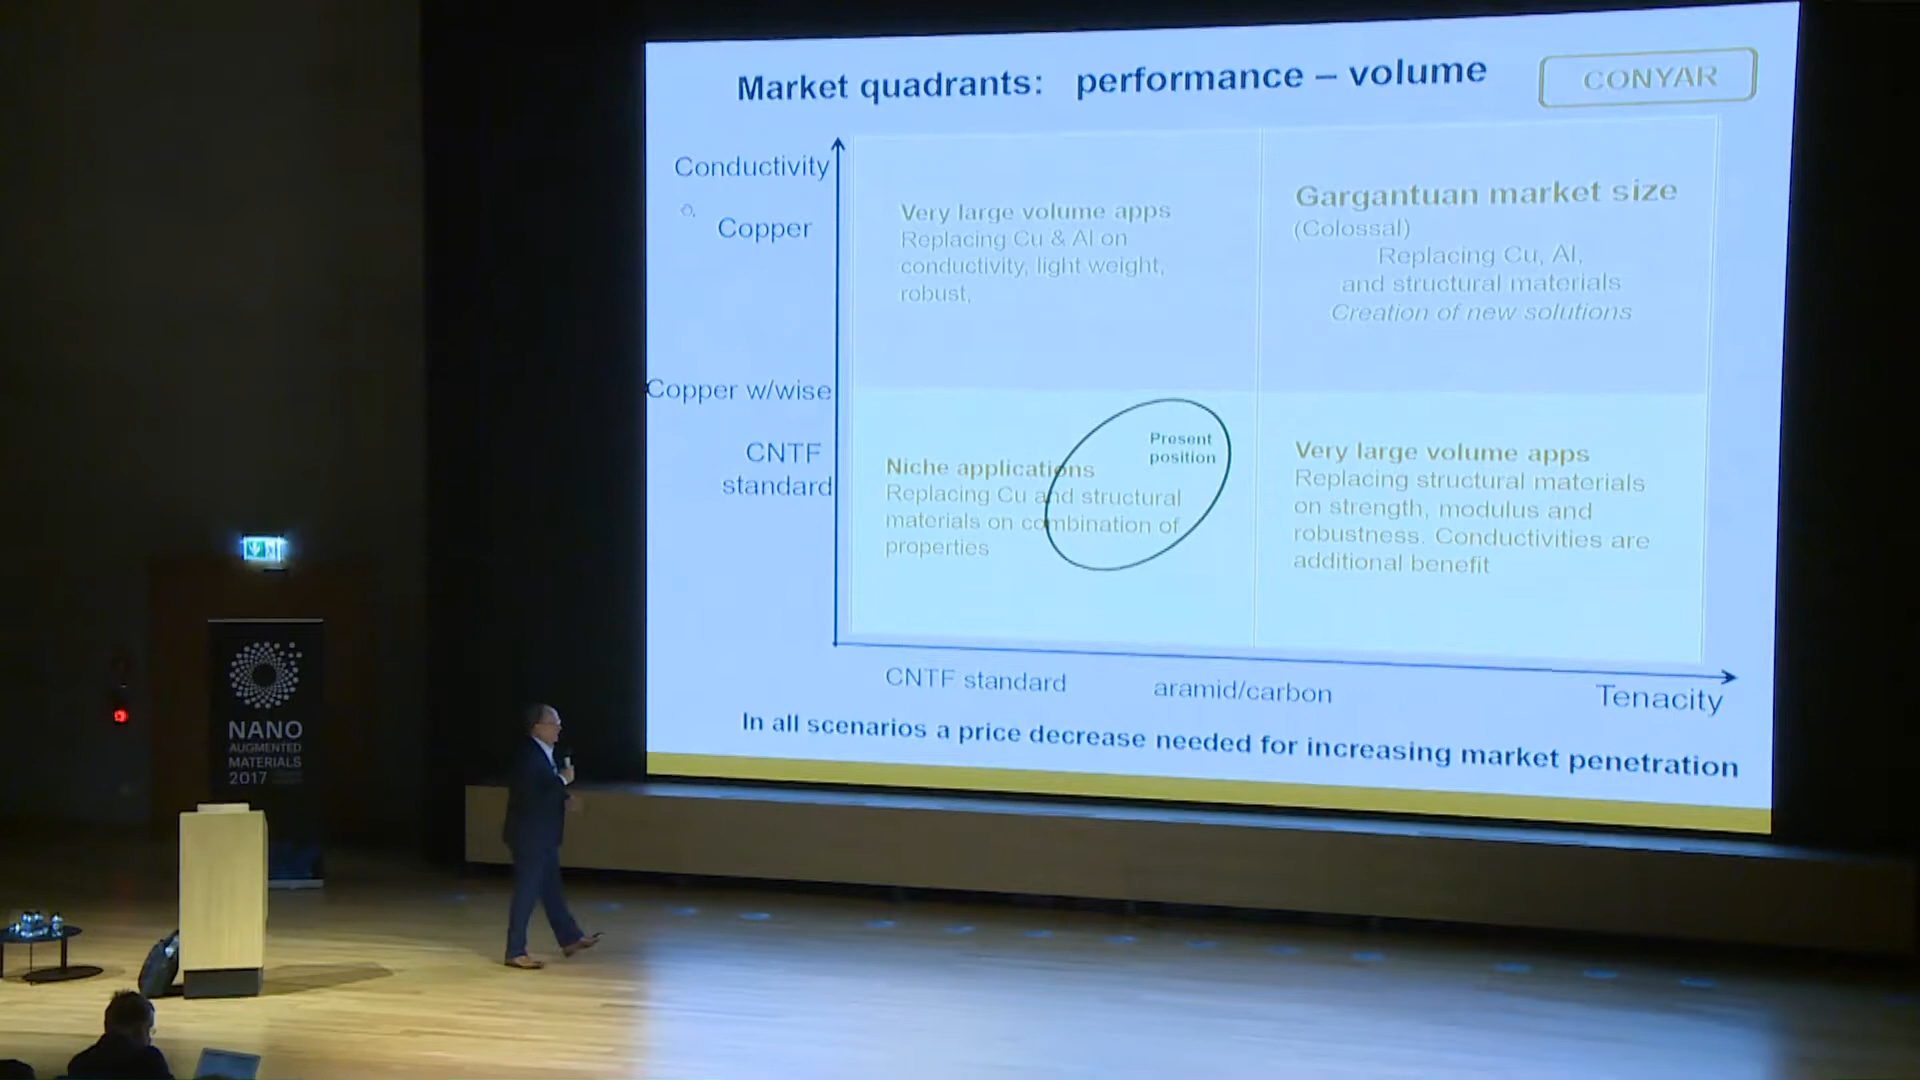 Market quadrants: performance – volume
CONYAR
Conductivity
Copper
Copper w/wise
CNTF
standard
Very large volume apps
Replacing Cu & Al on
conductivity, light weight,
robust,
Gargantuan market size
(Colossal)
Replacing Cu, Al,
and structural materials
Creation of new solutions
Niche applications
Replacing Cu and structural
materials on combination of
properties
Present
position
Very large volume apps
Replacing structural materials
on strength, modulus and
robustness. Conductivities are
additional benefit
CNTF standard
aramid/carbon
Tenacity
In all scenarios a price decrease needed for increasing market penetration
NANO
AUGMENTED
MATERIALS
2017